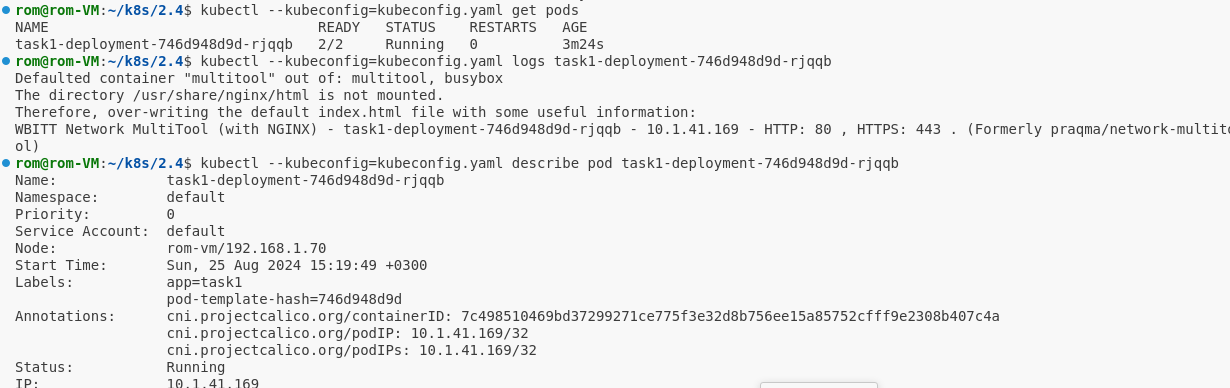 rom@rom-VM:~/k8s/2.4$ kubectl --kubeconfig=kubeconfig.yaml get pods
NAME                                READY   STATUS    RESTARTS   AGE
task1-deployment-746d948d9d-rjqqb   2/2     Running   0          3m24s
rom@rom-VM:~/k8s/2.4$ kubectl --kubeconfig=kubeconfig.yaml logs task1-deployment-746d948d9d-rjqqb
Defaulted container "multitool" out of: multitool, busybox
The directory /usr/share/nginx/html is not mounted.
Therefore, over-writing the default index.html file with some useful information:
WBITT Network MultiTool (with NGINX) - task1-deployment-746d948d9d-rjqqb - 10.1.41.169 - HTTP: 80 , HTTPS: 443 . (Formerly praqma/network-multito
ol)
rom@rom-VM:~/k8s/2.4$ kubectl --kubeconfig=kubeconfig.yaml describe pod task1-deployment-746d948d9d-rjqqb
Name:             task1-deployment-746d948d9d-rjqqb
Namespace:        default
Priority:         0
Service Account:  default
Node:             rom-vm/192.168.1.70
Start Time:       Sun, 25 Aug 2024 15:19:49 +0300
Labels:           app=task1
                  pod-template-hash=746d948d9d
Annotations:      cni.projectcalico.org/containerID: 7c498510469bd37299271ce775f3e32d8b756ee15a85752cfff9e2308b407c4a
                  cni.projectcalico.org/podIP: 10.1.41.169/32
                  cni.projectcalico.org/podIPs: 10.1.41.169/32
Status:           Running
IP:               10.1.41.169